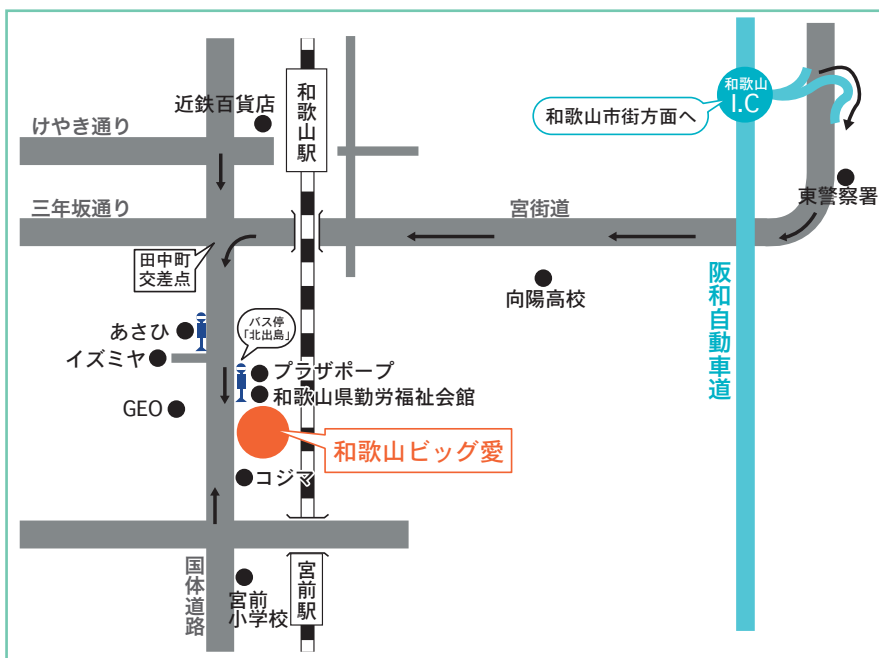 近鉄百貨店
けやき通り
和歌山駅
和歌山
I.C
和歌山市街方面へ
東警察署
三年坂通り
宮街道
田中町
交差点
向陽高校
阪和自動車道
あさひ
バス停
「北出島」
イズミヤ
プラザポープ
和歌山県勤労福祉会館
GEO
和歌山ビッグ愛
コジマ
国体道路
宮前
小学校
宮前駅